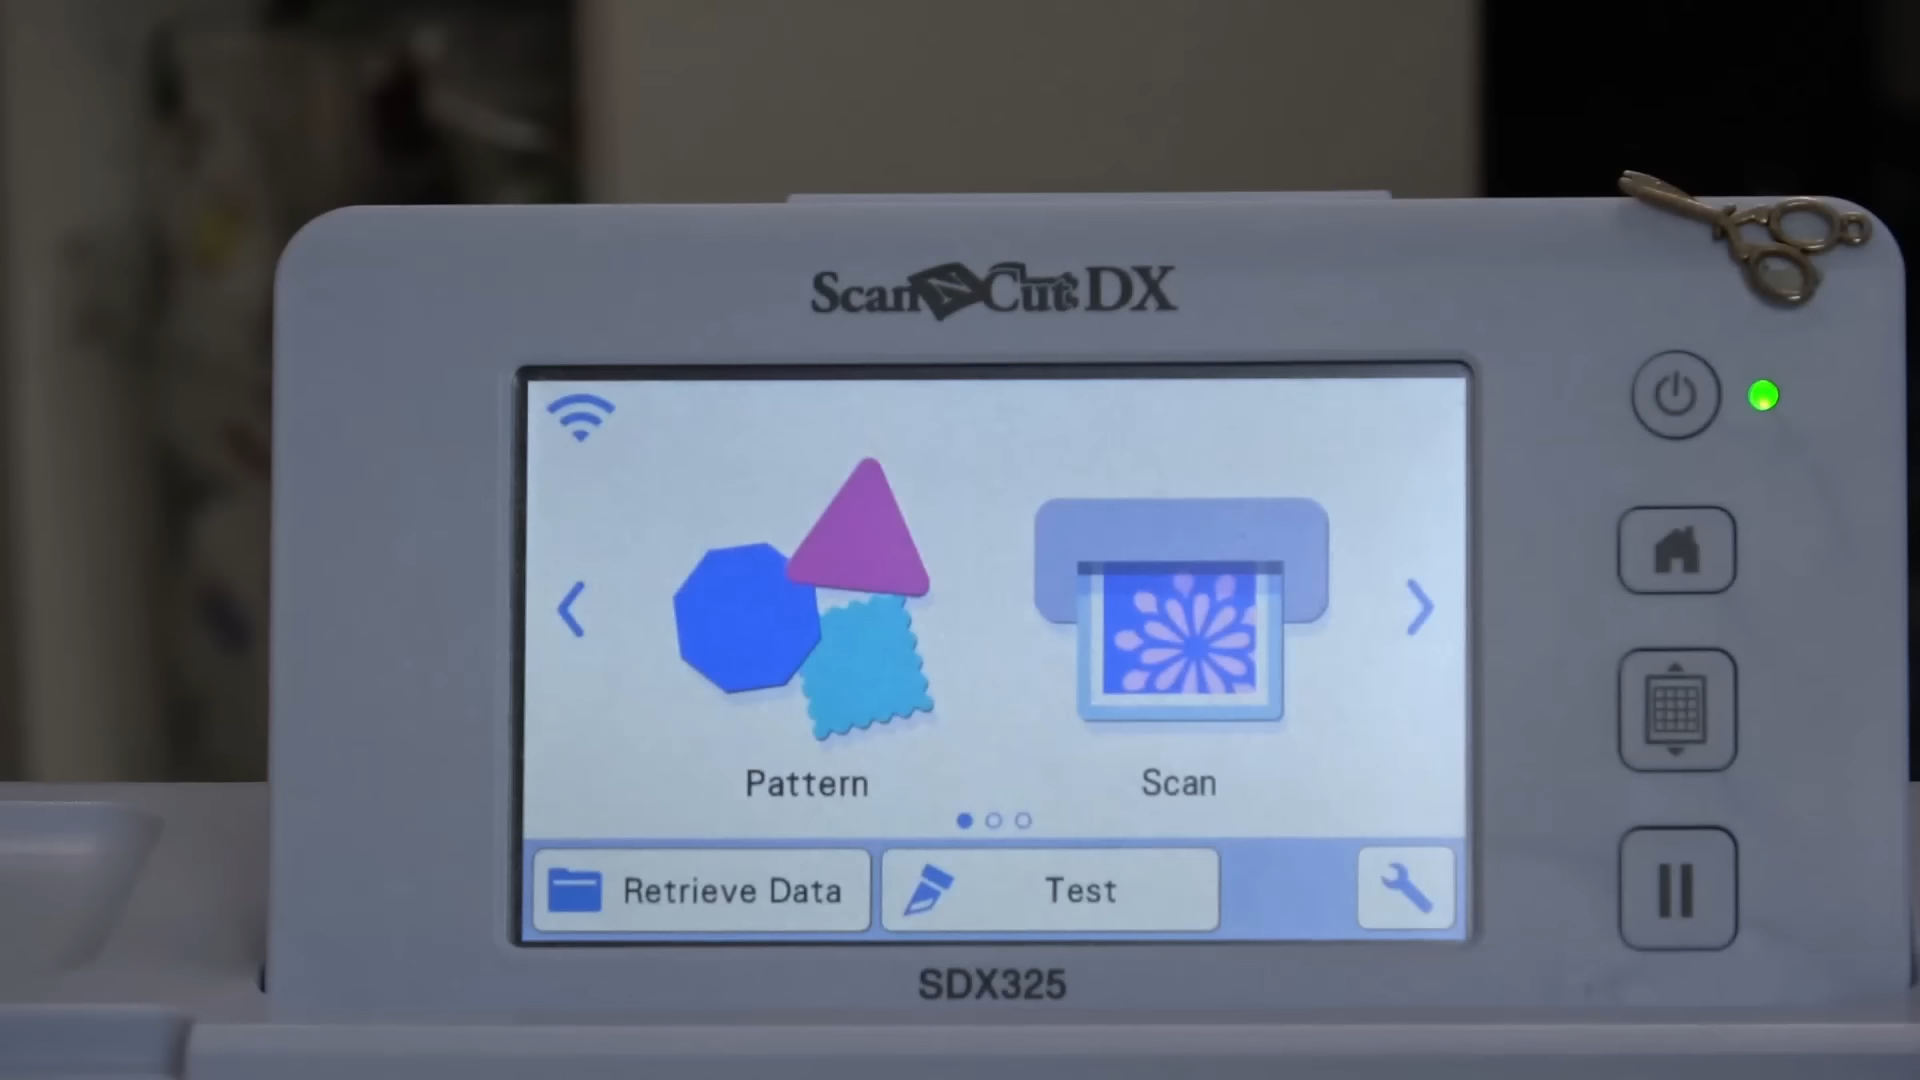 ScanNCut DX
Pattern
Scan
Retrieve Data
Test
SDX325